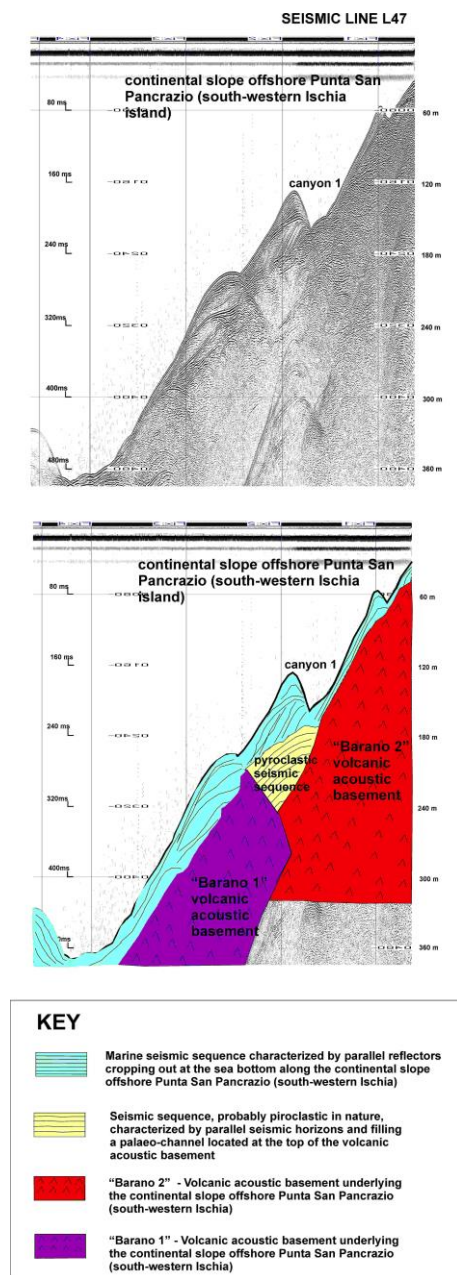 SEISMIC LINE L47
continental slope offshore Punta San
Pancrazio (south-western Ischia
island)
80 ms
60 m
160 ms
120 m
canyon 1
240 ms
180 m
320ms
240 m
400ms
300 m
480ms
360 m
continental slope offshore Punta San
Pancrazio (south-western Ischia
island)
80 ms
60 m
160 ms
120 m
canyon 1
240 ms
180 m
"Barano 2"
volcanic
acoustic
basement
pyroclastic
seismic
sequence
320ms
240 m
400ms
300 m
"Barano 1"
volcanic
acoustic
basement
360 m
KEY
Marine seismic sequence characterized by parallel reflectors
cropping out at the sea bottom along the continental slope
offshore Punta San Pancrazio (south-western Ischia)
Seismic sequence, probably piroclastic in nature,
characterized by parallel seismic horizons and filling
a palaeo-channel located at the top of the volcanic
acoustic basement
"Barano 2" - Volcanic acoustic basement underlying
the continental slope offshore Punta San Pancrazio
(south-western Ischia)
"Barano 1" - Volcanic acoustic basement underlying
the continental slope offshore Punta San Pancrazio
(south-western Ischia)